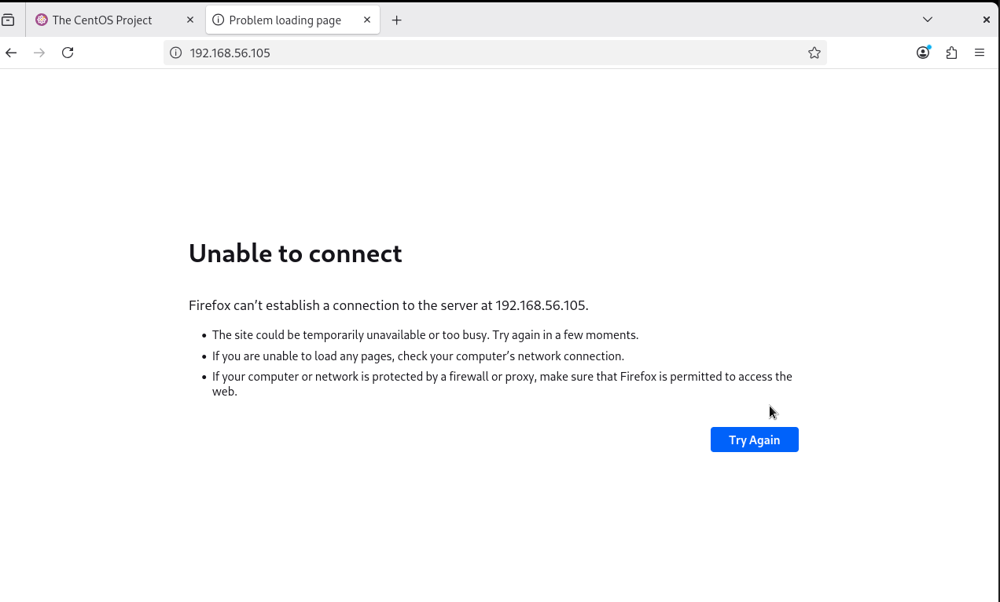 The CentOS Project
Problem loading page
192.168.56.105
Unable to connect
Firefox can’t establish a connection to the server at 192.168.56.105.
• The site could be temporarily unavailable or too busy. Try again in a few moments.
• If you are unable to load any pages, check your computer’s network connection.
• If your computer or network is protected by a firewall or proxy, make sure that Firefox is permitted to access the
web.
Try Again